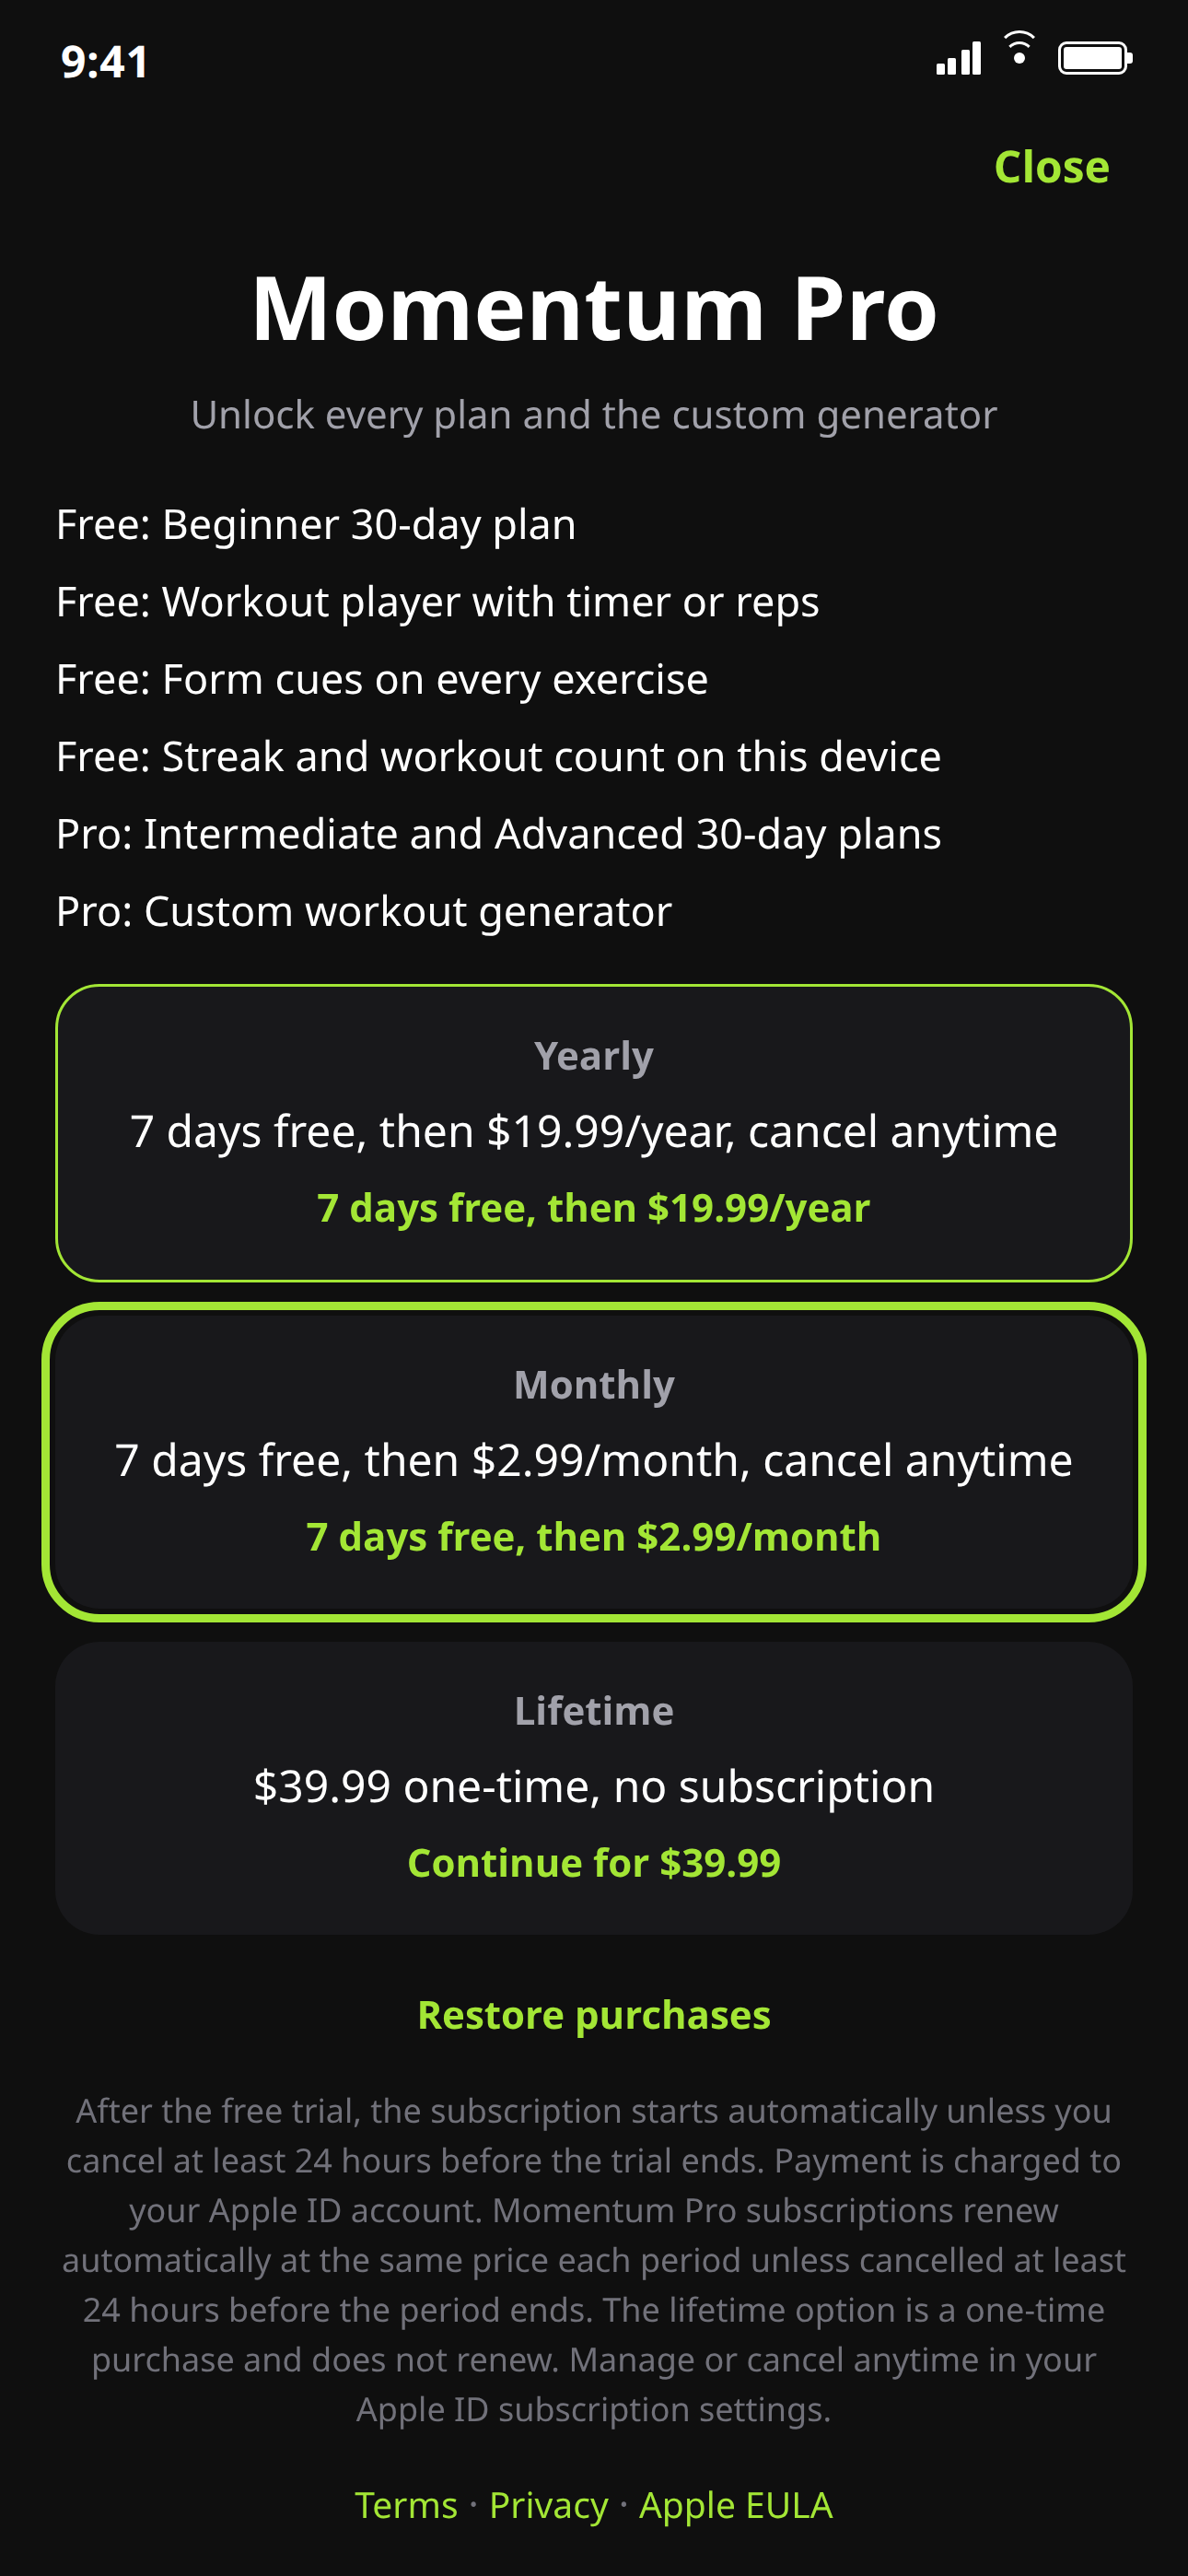 9:41
Close
Momentum Pro
Unlock every plan and the custom generator
Free: Beginner 30-day plan
Free: Workout player with timer or reps
Free: Form cues on every exercise
Free: Streak and workout count on this device
Pro: Intermediate and Advanced 30-day plans
Pro: Custom workout generator
Yearly
7 days free, then $19.99/year, cancel anytime
7 days free, then $19.99/year
Monthly
7 days free, then $2.99/month, cancel anytime
7 days free, then $2.99/month
Lifetime
$39.99 one-time, no subscription
Continue for $39.99
Restore purchases
After the free trial, the subscription starts automatically unless you
cancel at least 24 hours before the trial ends. Payment is charged to
your Apple ID account. Momentum Pro subscriptions renew
automatically at the same price each period unless cancelled at least
24 hours before the period ends. The lifetime option is a one-time
purchase and does not renew. Manage or cancel anytime in your
Apple ID subscription settings.
Terms · Privacy · Apple EULA